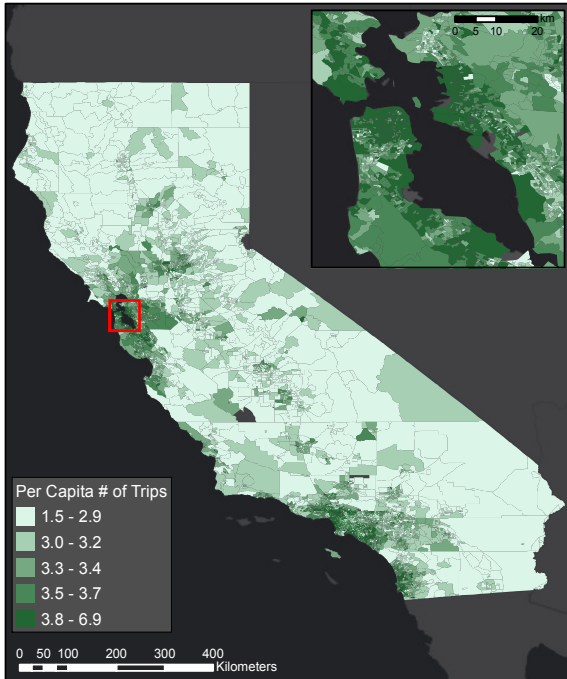 km
0 5 10 20
Per Capita # of Trips
1.5 - 2.9
3.0 - 3.2
3.3 - 3.4
3.5 - 3.7
3.8 - 6.9
0 50 100 200 300 400
Kilometers